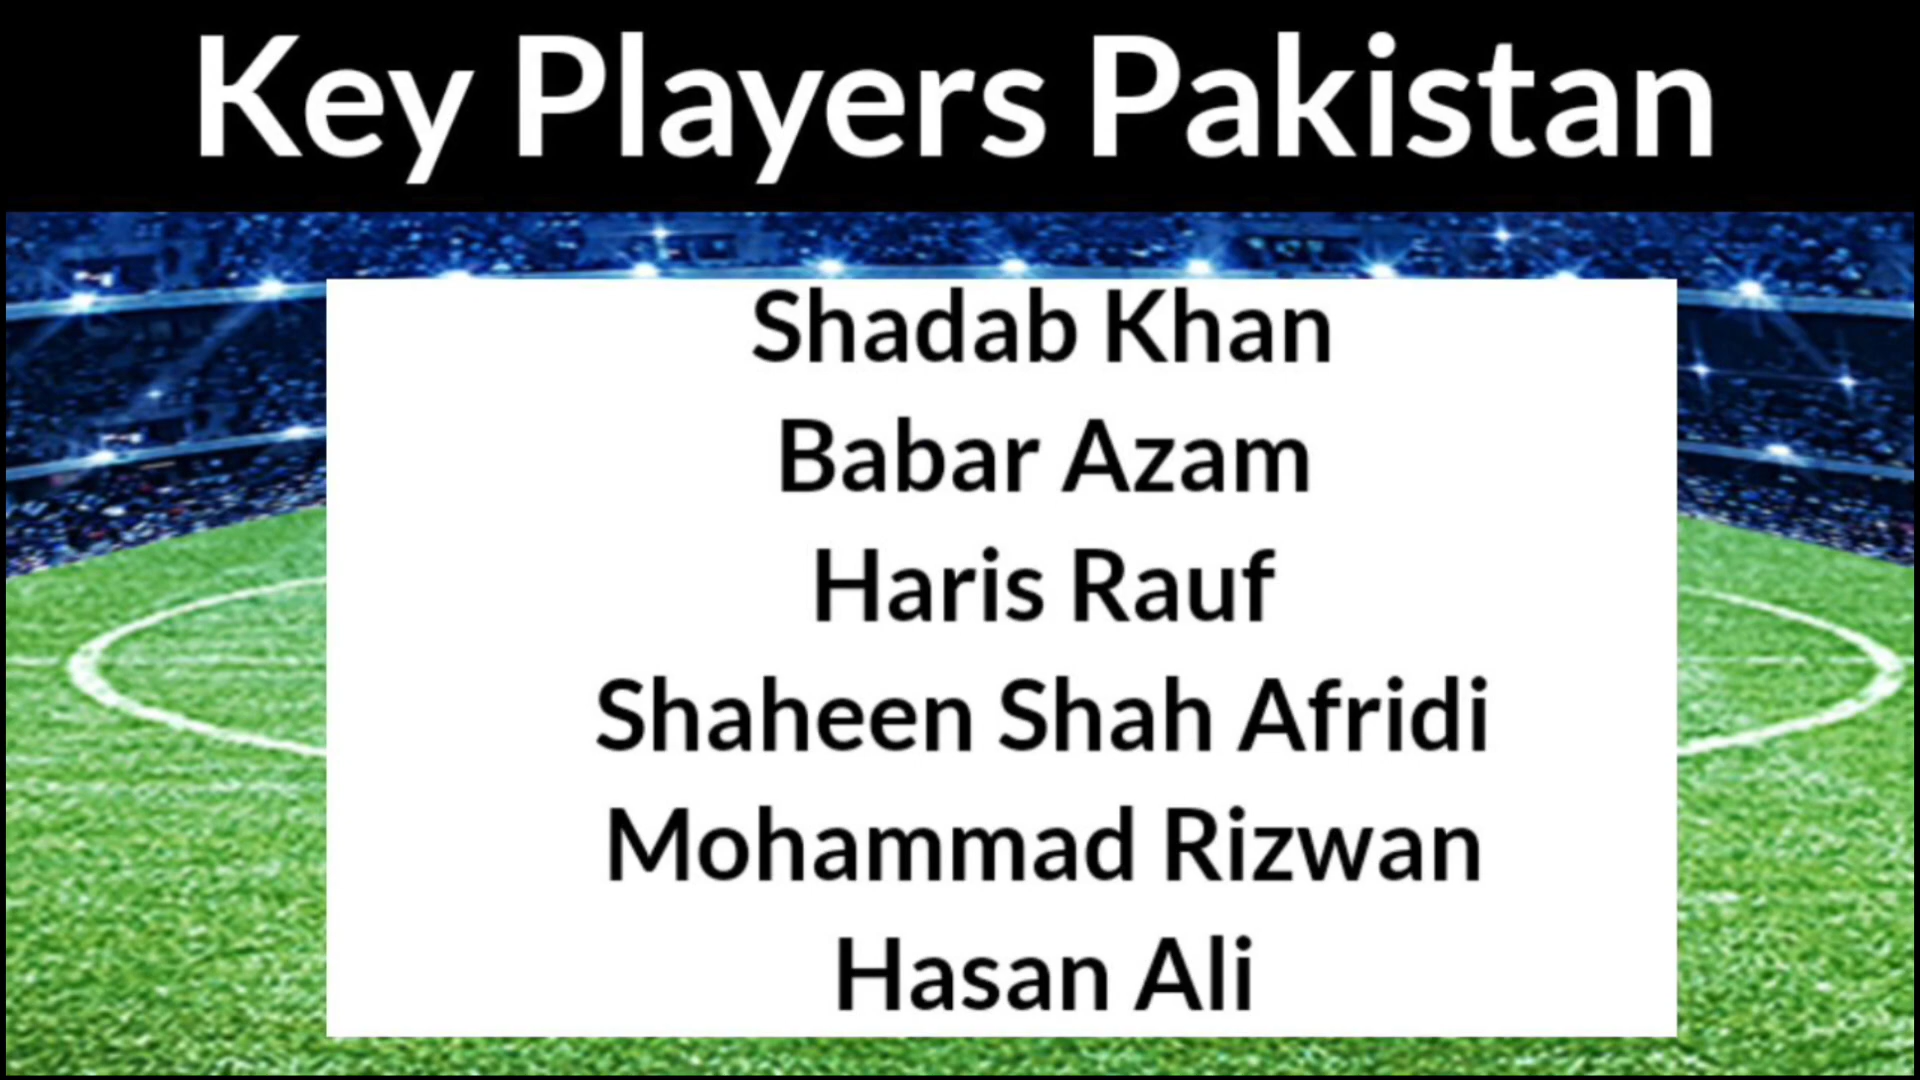 Key Players Pakistan
Shadab Khan
Babar Azam
Haris Rauf
Shaheen Shah Afridi
Mohammad Rizwan
Hasan Ali